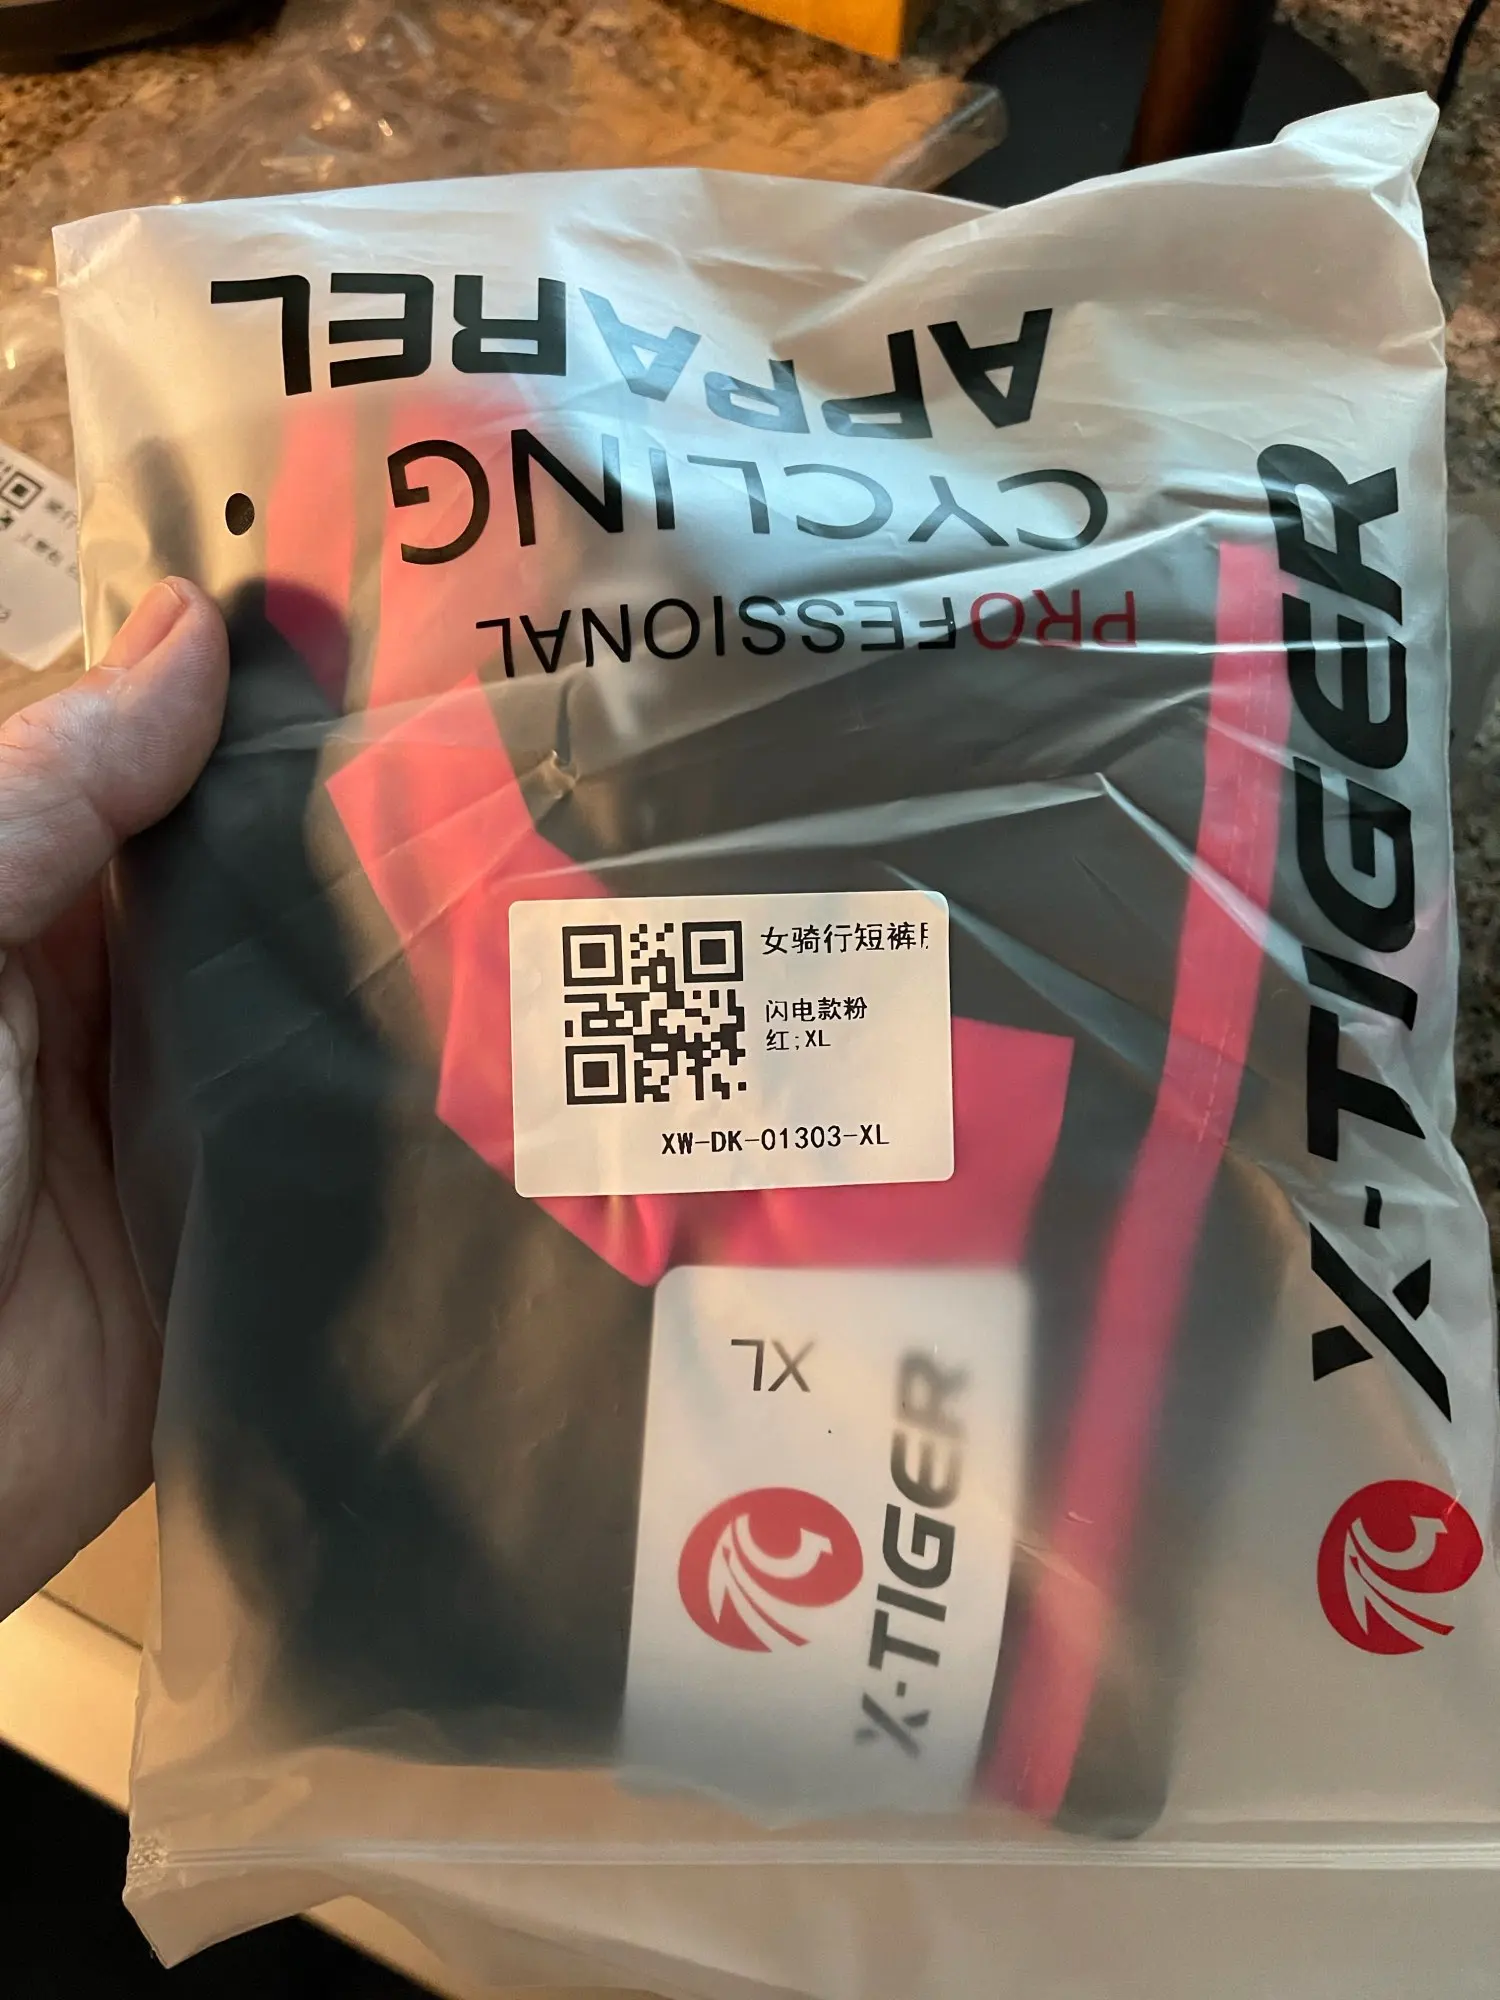 PROFESSIONAL
CYCLING
APPAREL
X-TIGER
女骑行短裤
闪电款粉
红;XL
XW-DK-01303-XL
XL
X-TIGER